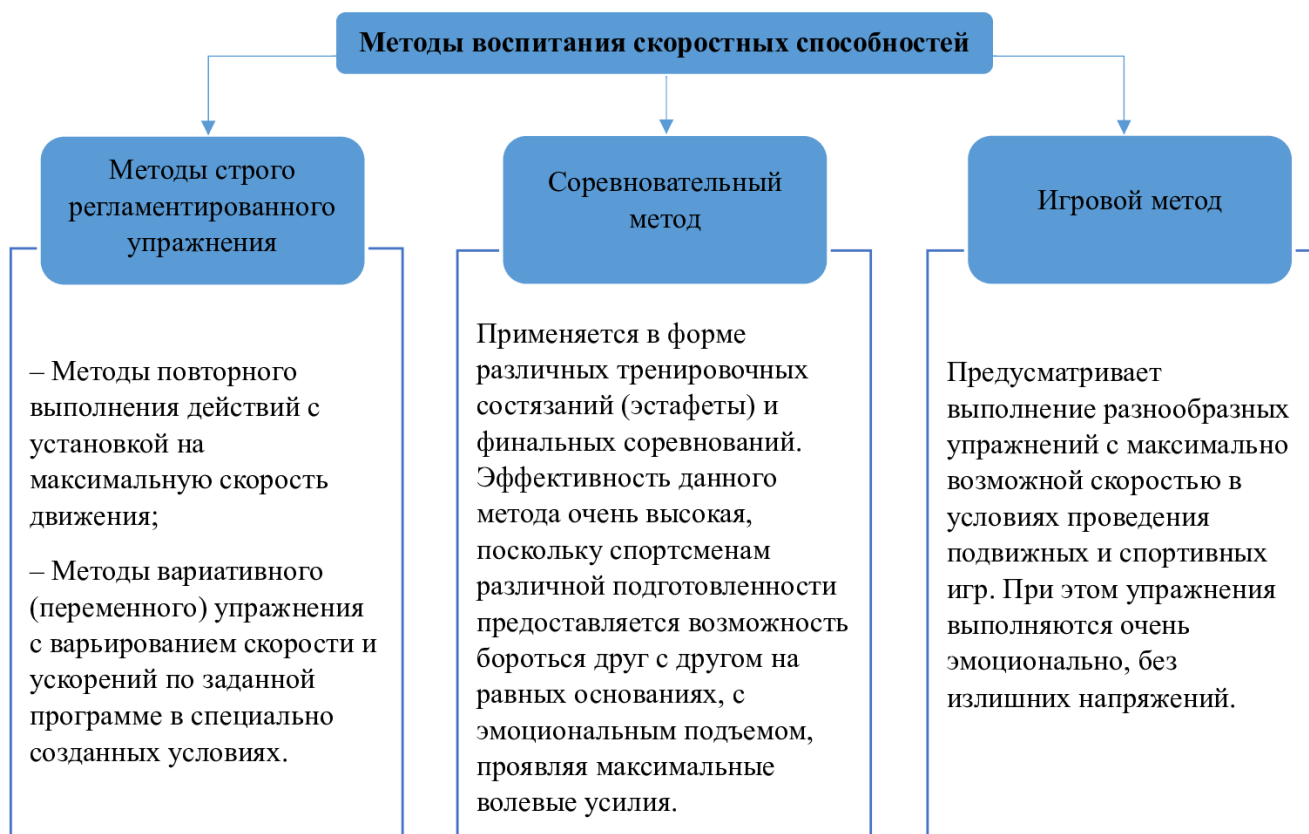 Методы воспитания скоростных способностей
Методы строго
регламентированного
упражнения
– Методы повторного
выполнения действий с
установкой на
максимальную скорость
движения;
– Методы вариативного
(переменного) упражнения
с варьированием скорости и
ускорений по заданной
программе в специально
созданных условиях.
Соревновательный
метод
Применяется в форме
различных тренировочных
состязаний (эстафеты) и
финальных соревнований.
Эффективность данного
метода очень высокая,
поскольку спортсменам
различной подготовленности
предоставляется возможность
бороться друг с другом на
равных основаниях, с
эмоциональным подъемом,
проявляя максимальные
волевые усилия.
Игровой метод
Предусматривает
выполнение разнообразных
упражнений с максимально
возможной скоростью в
условиях проведения
подвижных и спортивных
игр. При этом упражнения
выполняются очень
эмоционально, без
излишних напряжений.